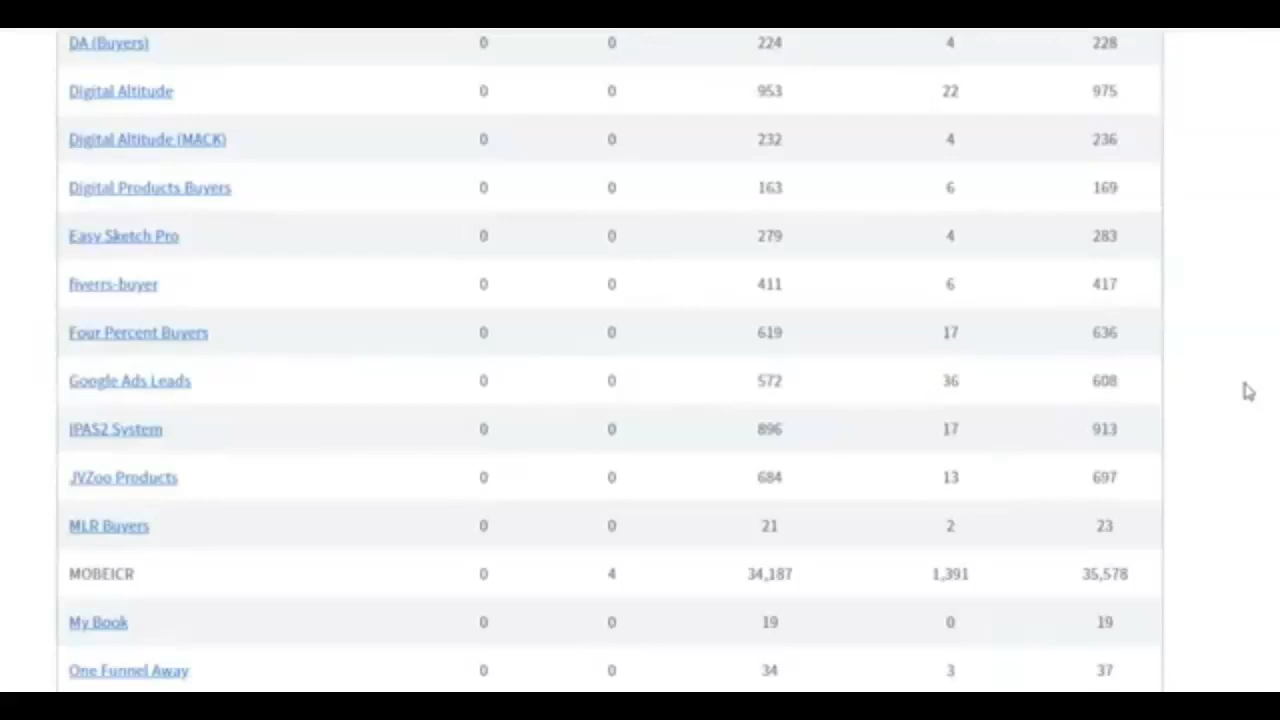 DA (Buyers) 0 0 224 4 228
Digital Altitude 0 0 953 22 975
Digital Altitude (MACK) 0 0 232 4 236
Digital Products Buyers 0 0 163 6 169
Easy Sketch Pro 0 0 279 4 283
fiverrs-buyer 0 0 411 6 417
Four Percent Buyers 0 0 619 17 636
Google Ads Leads 0 0 572 36 608
IPAS2 System 0 0 896 17 913
JVZoo Products 0 0 684 13 697
MLR Buyers 0 0 21 2 23
MOBEICR 0 4 34,187 1,391 35,578
My Book 0 0 19 0 19
One Funnel Away 0 0 34 3 37